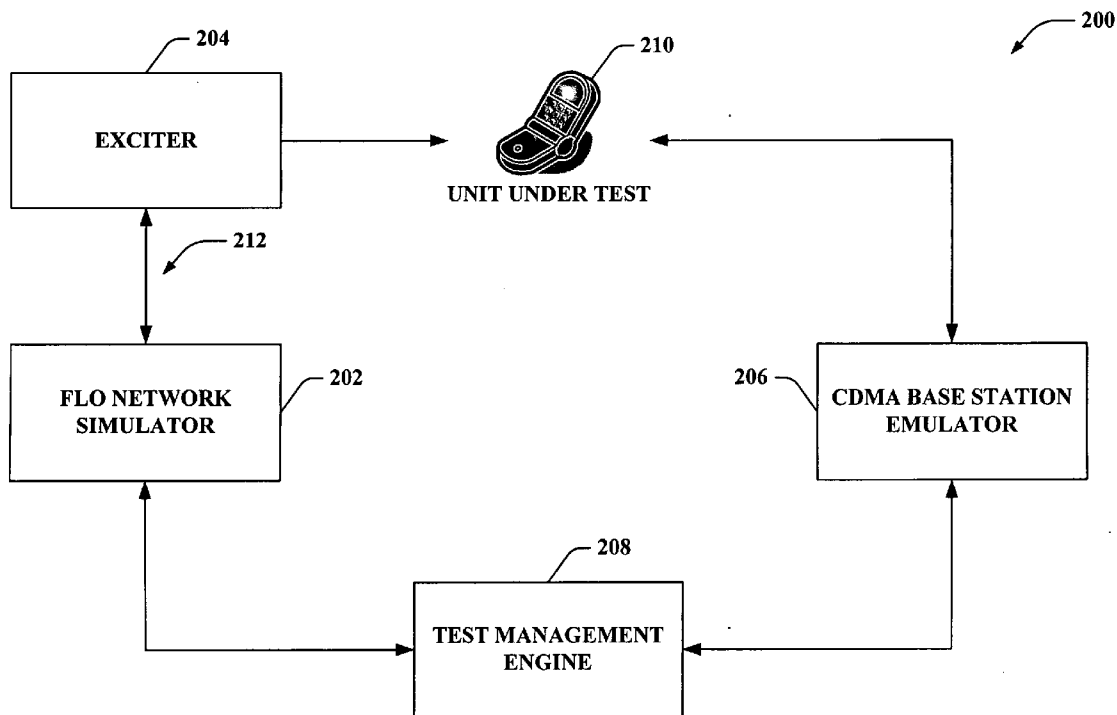 200
204
210
EXCITER
UNIT UNDER TEST
212
FLO NETWORK
SIMULATOR
202
206
CDMA BASE STATION
EMULATOR
208
TEST MANAGEMENT
ENGINE